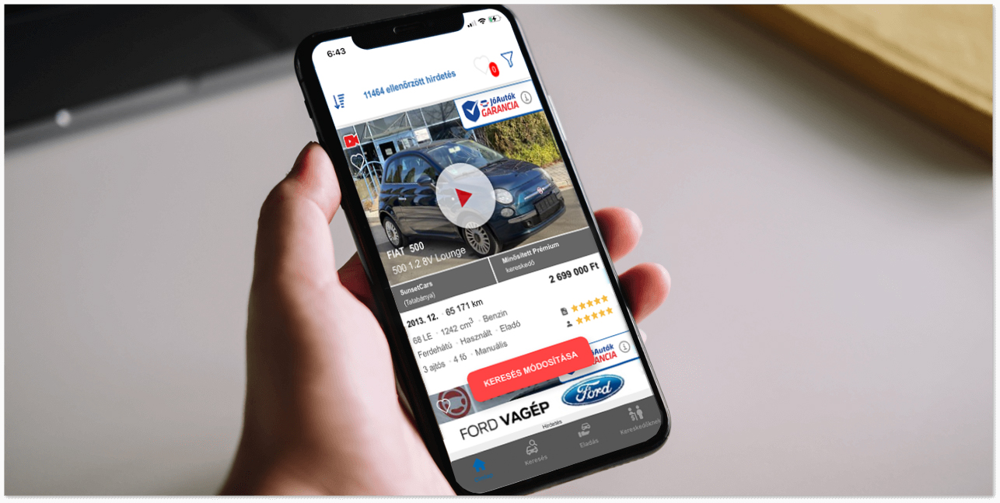 6:43
11464 ellenőrzött hirdetés
0
JóAutók
GARANCIA
FIAT 500
500 1.2 8V Lounge
SunsetCars
(Tatabánya)
Minősített Prémium
kereskedő
2 699 000 Ft
2013. 12. · 65 171 km
68 LE · 1242 cm³ · Benzin
Ferdehátú · Használt · Eladó
3 ajtós · 4 fő · Manuális
KERESÉS MÓDOSÍTÁSA
FORD VAGÉP
Ford
Hirdetés
Keresés
Eladás
Kereskedőknek